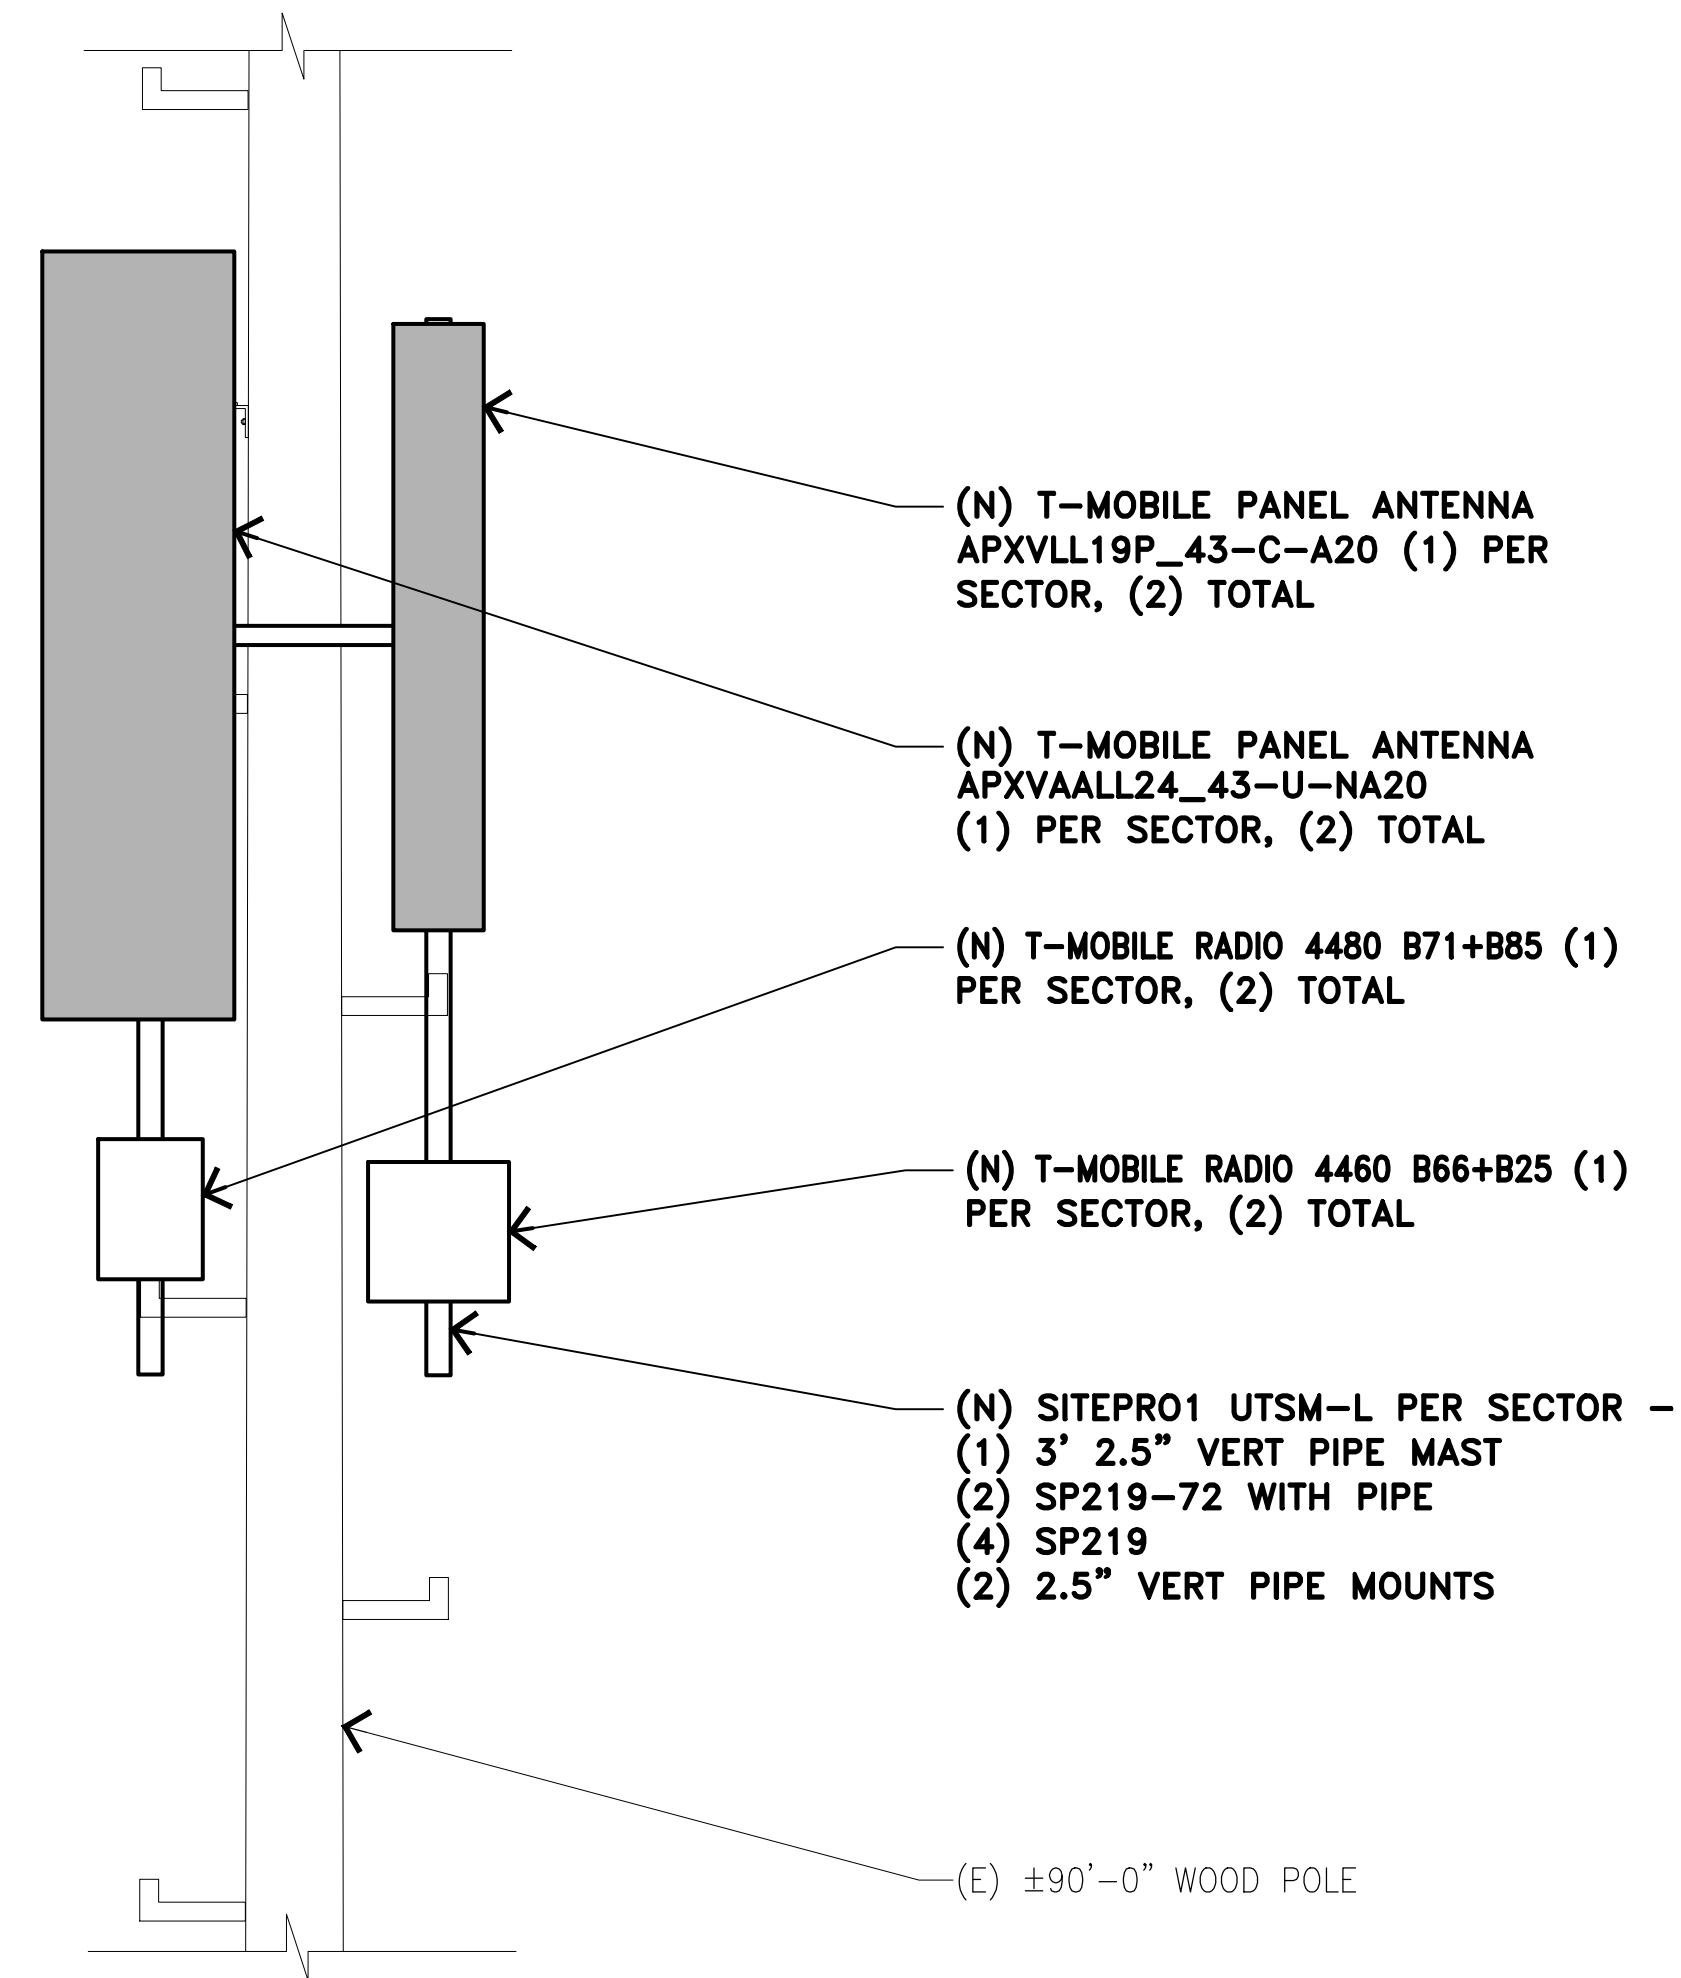 (N) T-MOBILE PANEL ANTENNA
APXVLL19P_43-C-A20 (1) PER
SECTOR, (2) TOTAL
(N) T-MOBILE PANEL ANTENNA
APXVAALL24_43-U-NA20
(1) PER SECTOR, (2) TOTAL
(N) T-MOBILE RADIO 4480 B71+B85 (1)
PER SECTOR, (2) TOTAL
(N) T-MOBILE RADIO 4460 B66+B25 (1)
PER SECTOR, (2) TOTAL
(N) SITEPRO1 UTSM-L PER SECTOR -
(1) 3' 2.5" VERT PIPE MAST
(2) SP219-72 WITH PIPE
(4) SP219
(2) 2.5" VERT PIPE MOUNTS
(E) ±90'-0" WOOD POLE